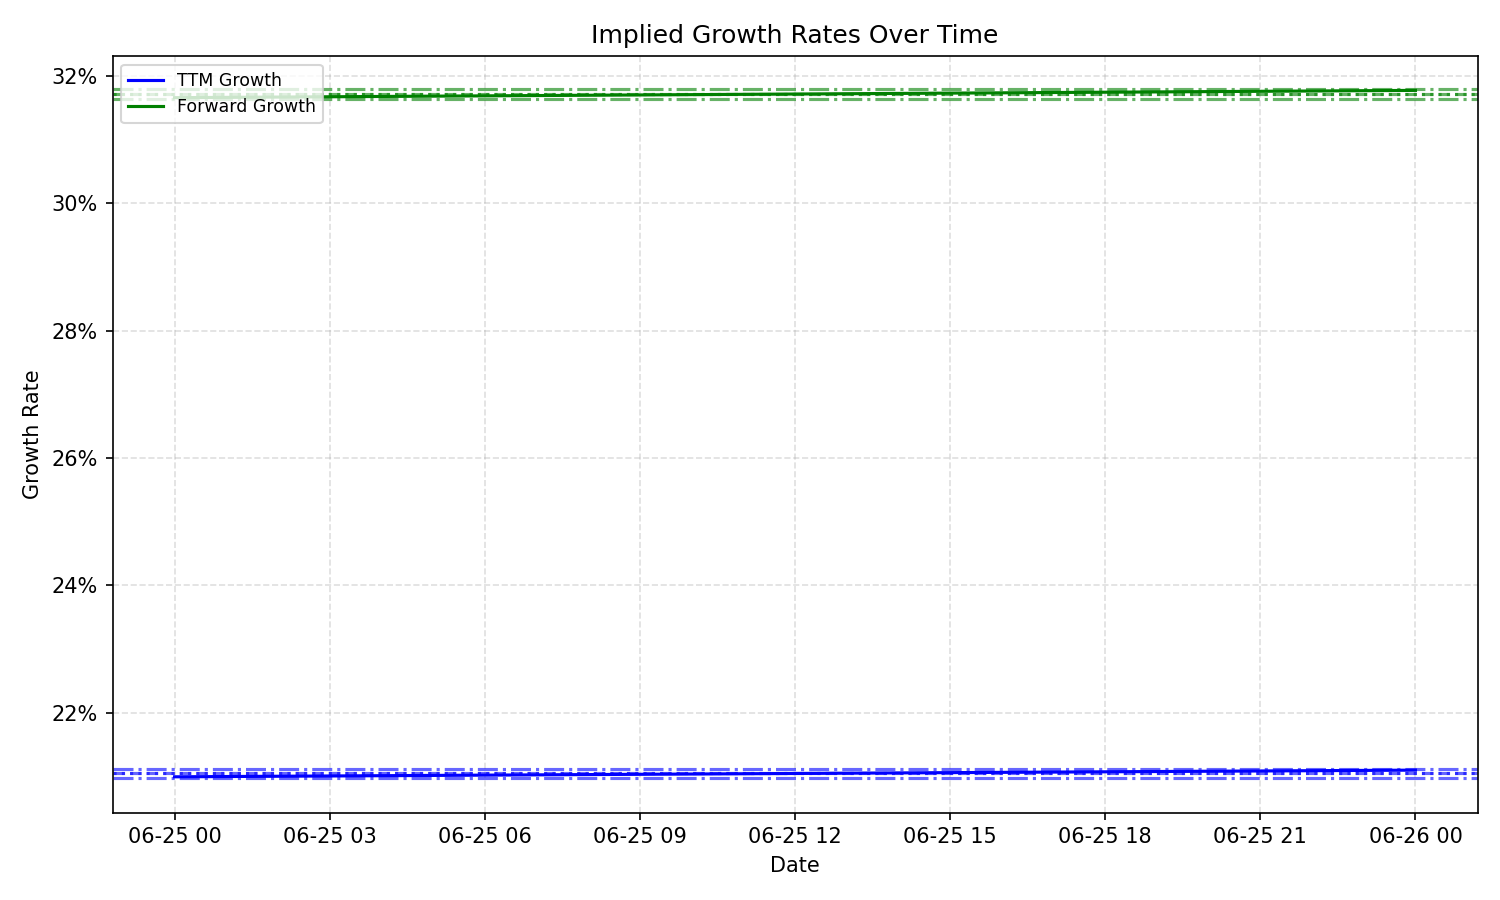 Implied Growth Rates Over Time
TTM Growth
Forward Growth
32%
30%
28%
26%
24%
22%
Growth Rate
06-25 00 06-25 03 06-25 06 06-25 09 06-25 12 06-25 15 06-25 18 06-25 21 06-26 00
Date